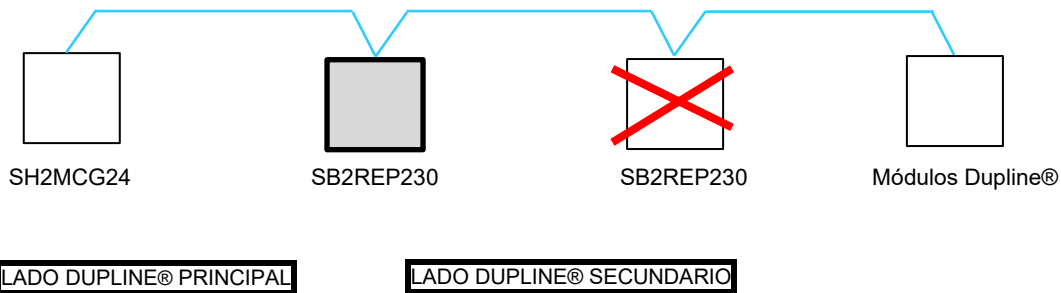 SH2MCG24 SB2REP230 SB2REP230 Módulos Dupline®
LADO DUPLINE® PRINCIPAL LADO DUPLINE® SECUNDARIO